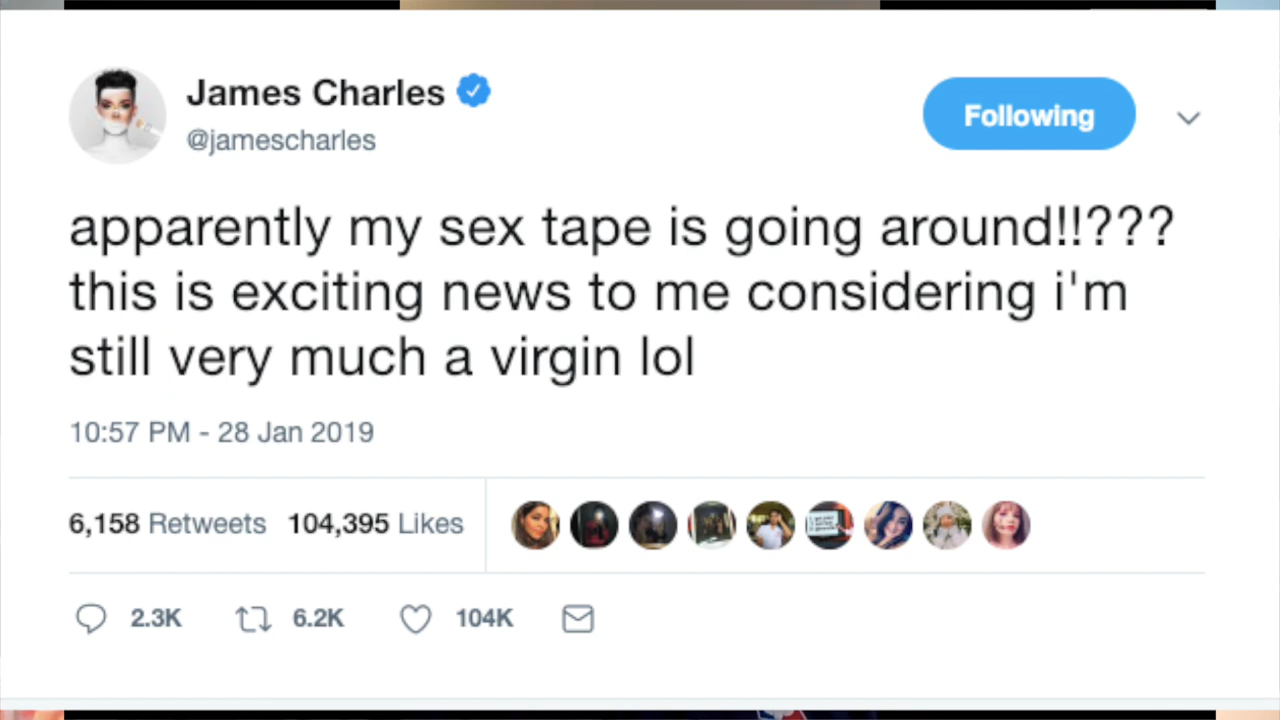 James Charles
@jamescharles
Following
apparently my sex tape is going around!!???
this is exciting news to me considering i'm
still very much a virgin lol
10:57 PM - 28 Jan 2019
6,158 Retweets 104,395 Likes
2.3K 6.2K 104K